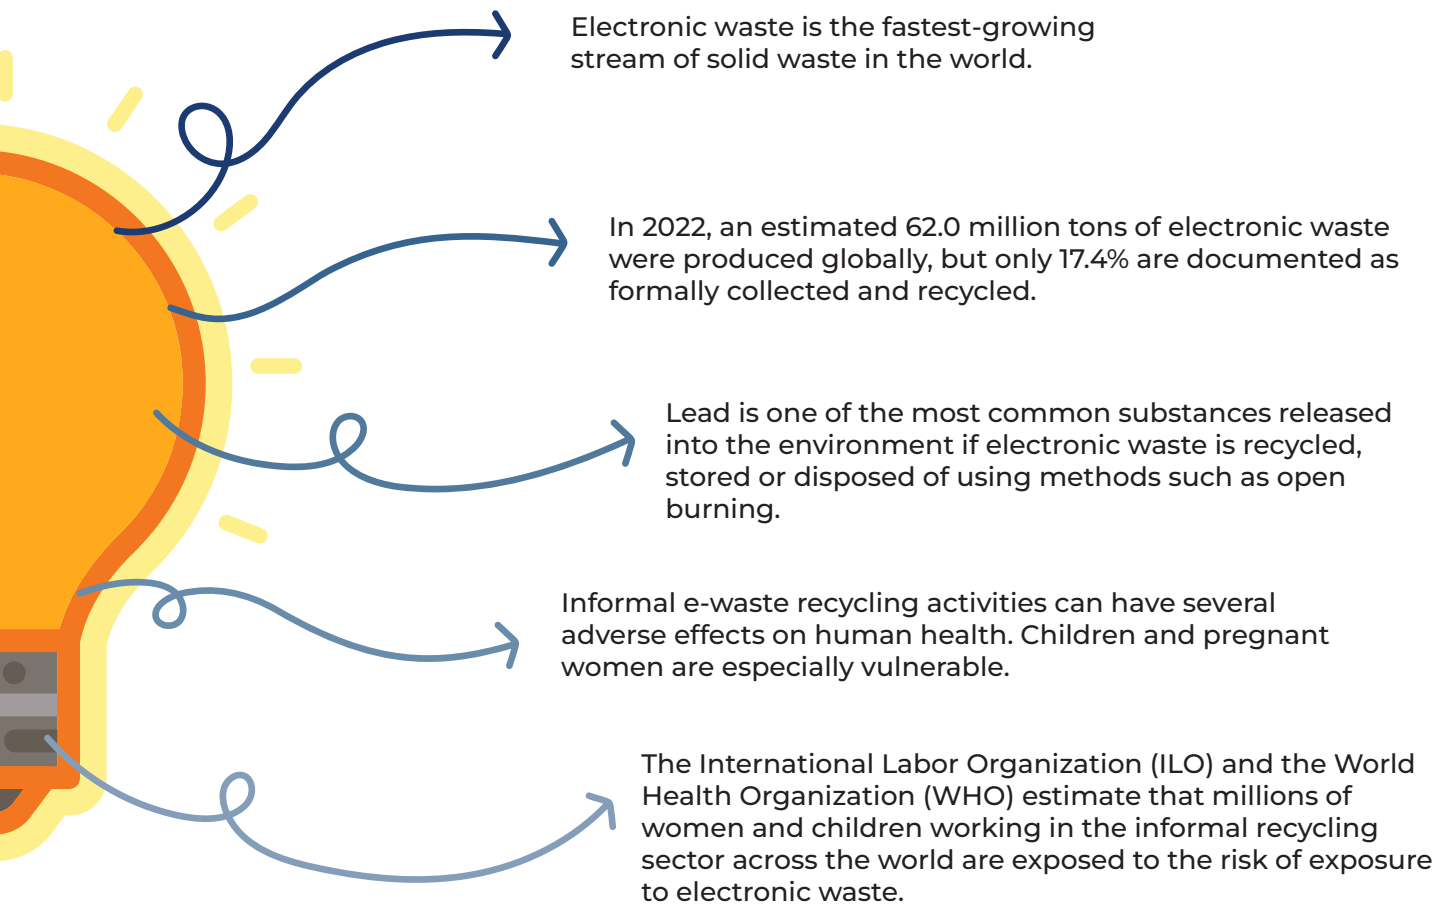 Electronic waste is the fastest-growing
stream of solid waste in the world.
In 2022, an estimated 62.0 million tons of electronic waste
were produced globally, but only 17.4% are documented as
formally collected and recycled.
Lead is one of the most common substances released
into the environment if electronic waste is recycled,
stored or disposed of using methods such as open
burning.
Informal e-waste recycling activities can have several
adverse effects on human health. Children and pregnant
women are especially vulnerable.
The International Labor Organization (ILO) and the World
Health Organization (WHO) estimate that millions of
women and children working in the informal recycling
sector across the world are exposed to the risk of exposure
to electronic waste.